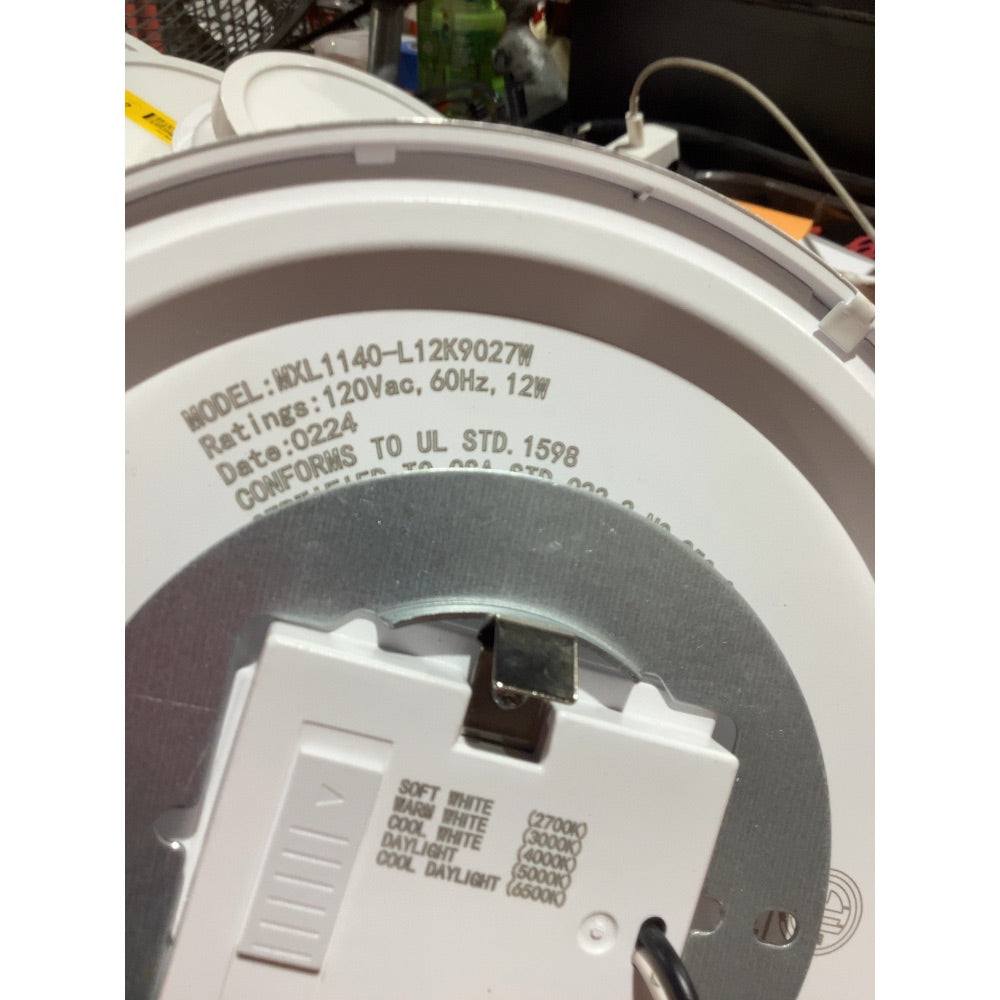 MODEL:MXL1140-L12K9027W
Ratings:120Vac, 60Hz, 12W
Date:0224
CONFORMS TO UL STD. 1598
SOFT WHITE (2700K)
WARM WHITE (3000K)
COOL WHITE (4000K)
DAYLIGHT (5000K)
COOL DAYLIGHT (6500K)